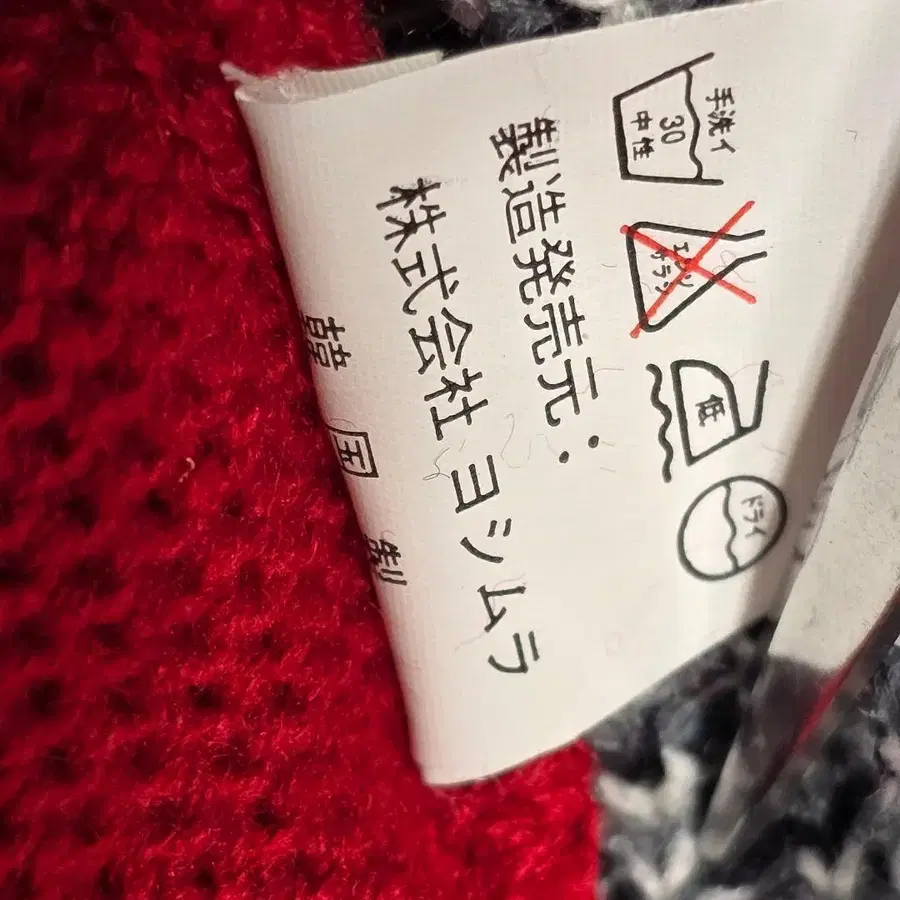 手洗イ
30
中性
エンソ
サラシ
低
ドライ
製造発売元:
株式会社 ヨシムラ
韓 国 製